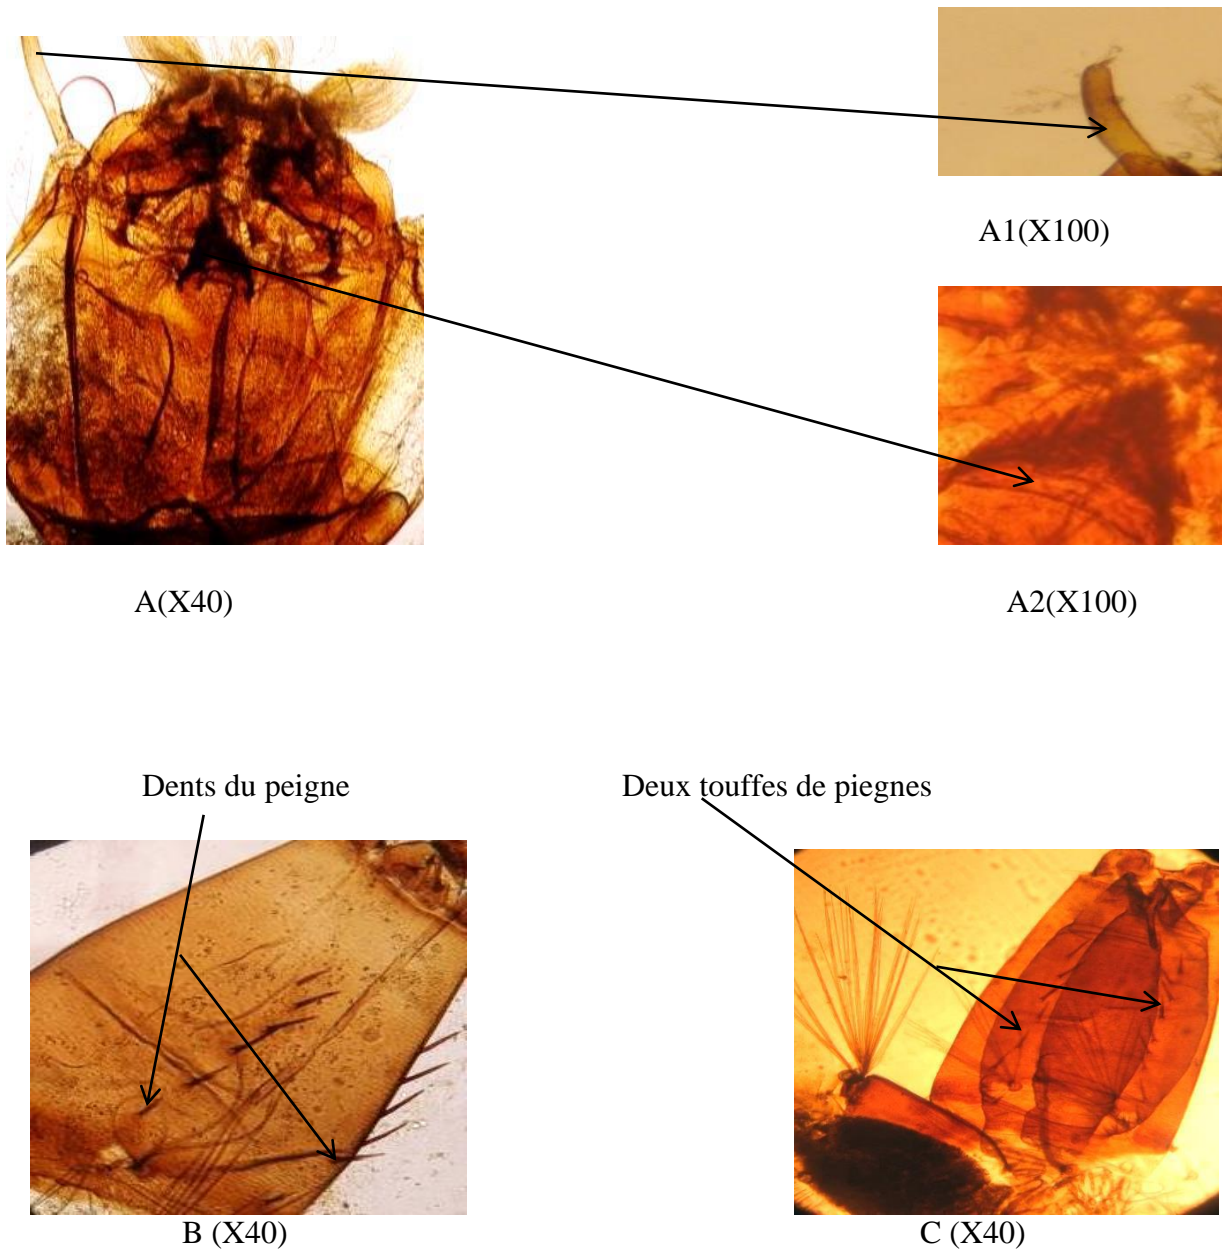 A1(X100)
A(X40)
A2(X100)
Dents du peigne
Deux touffes de piegnes
B (X40)
C (X40)